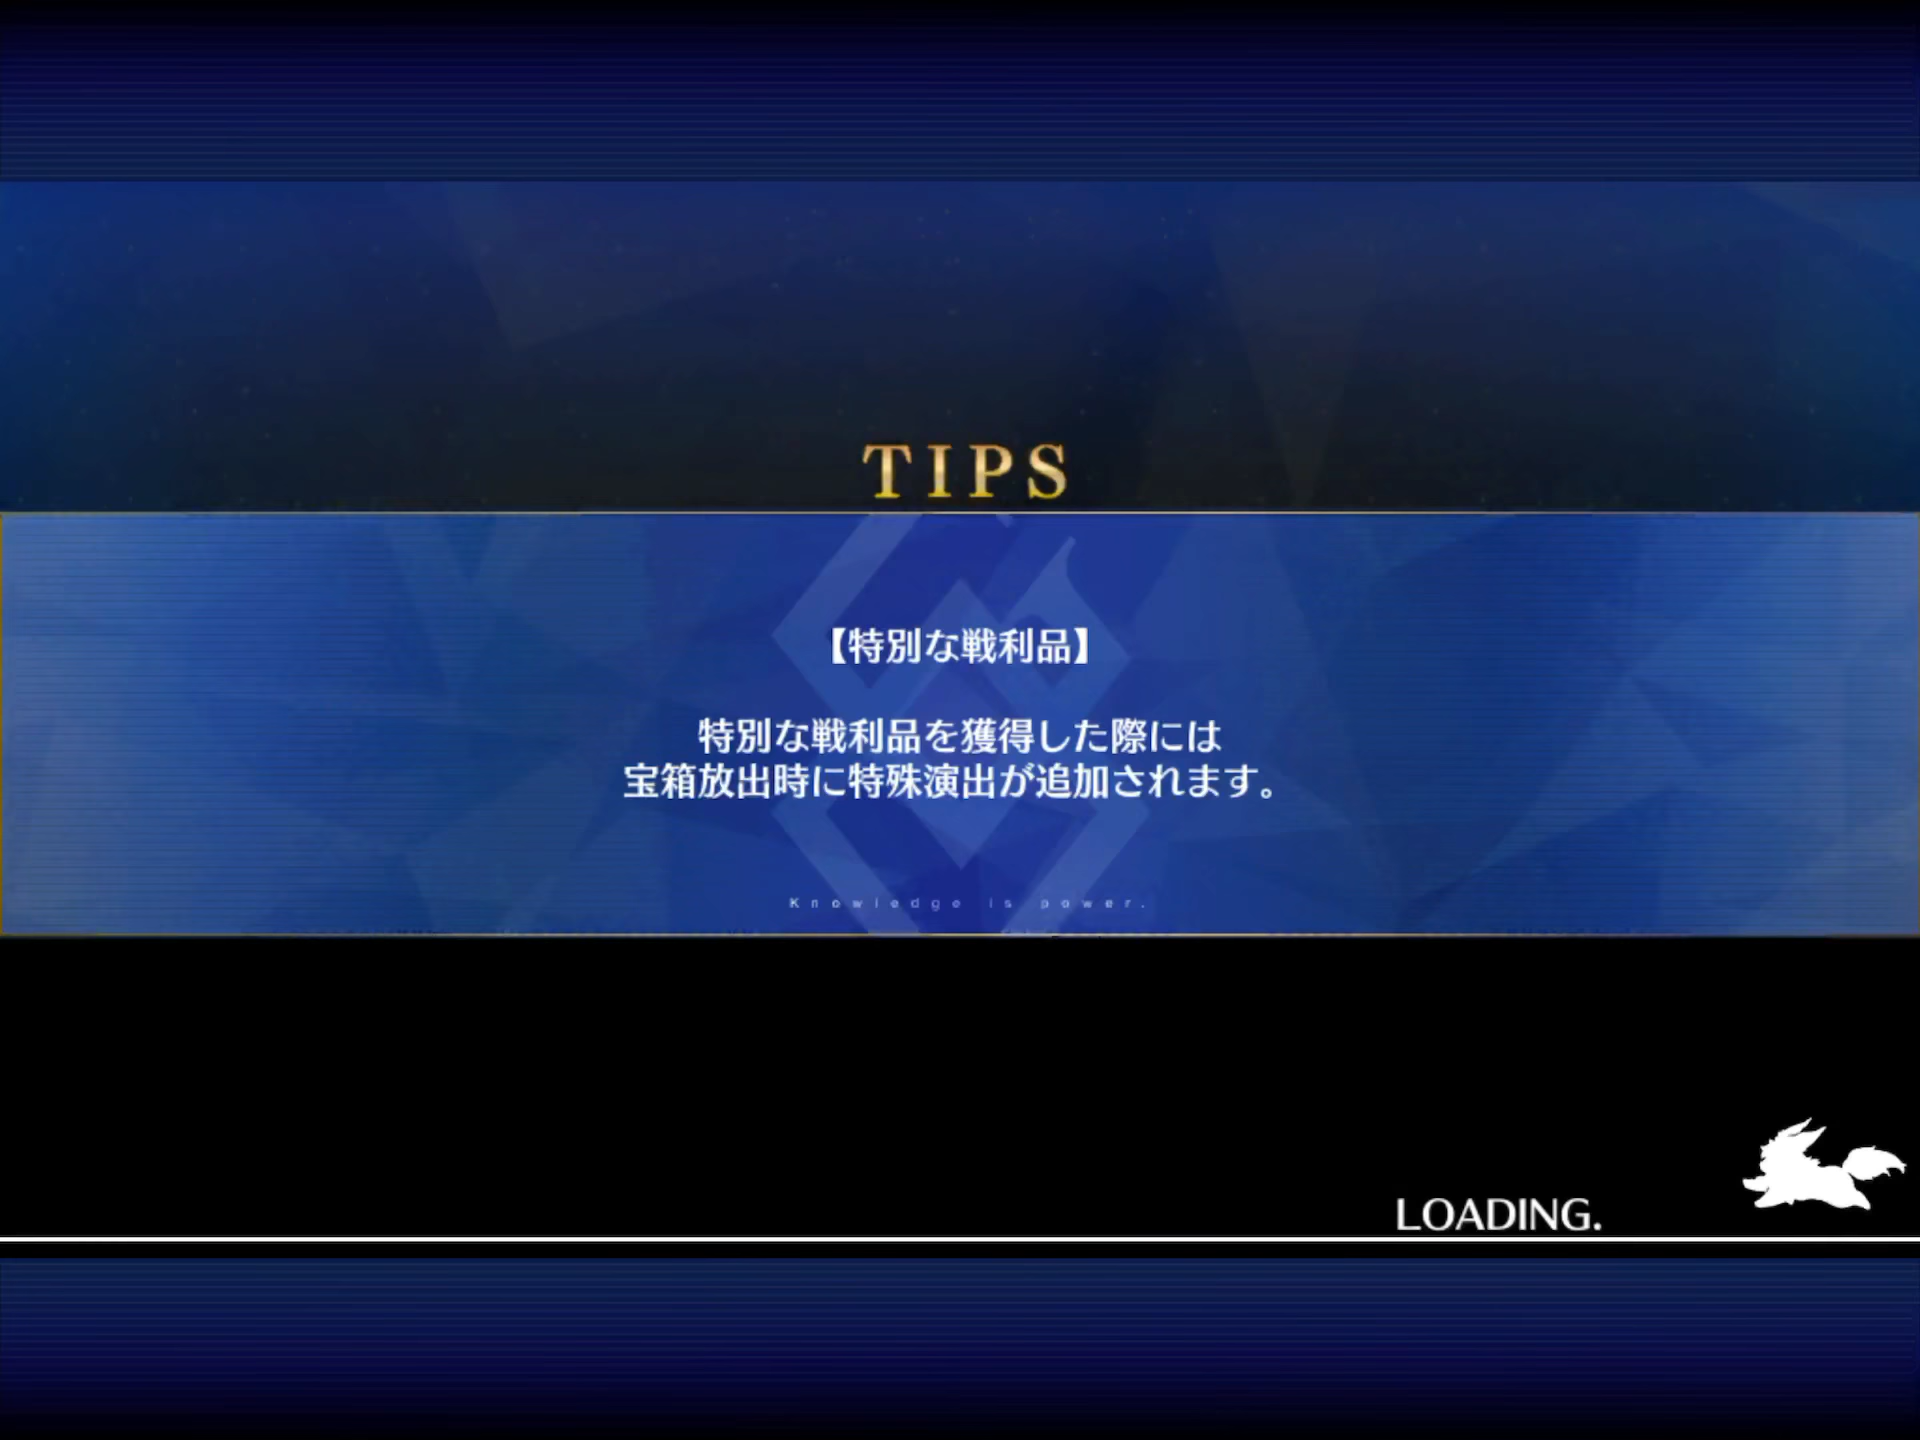 TIPS
【特別な戦利品】
特別な戦利品を獲得した際には
宝箱放出時に特殊演出が追加されます。
Knowledge is power.
LOADING.